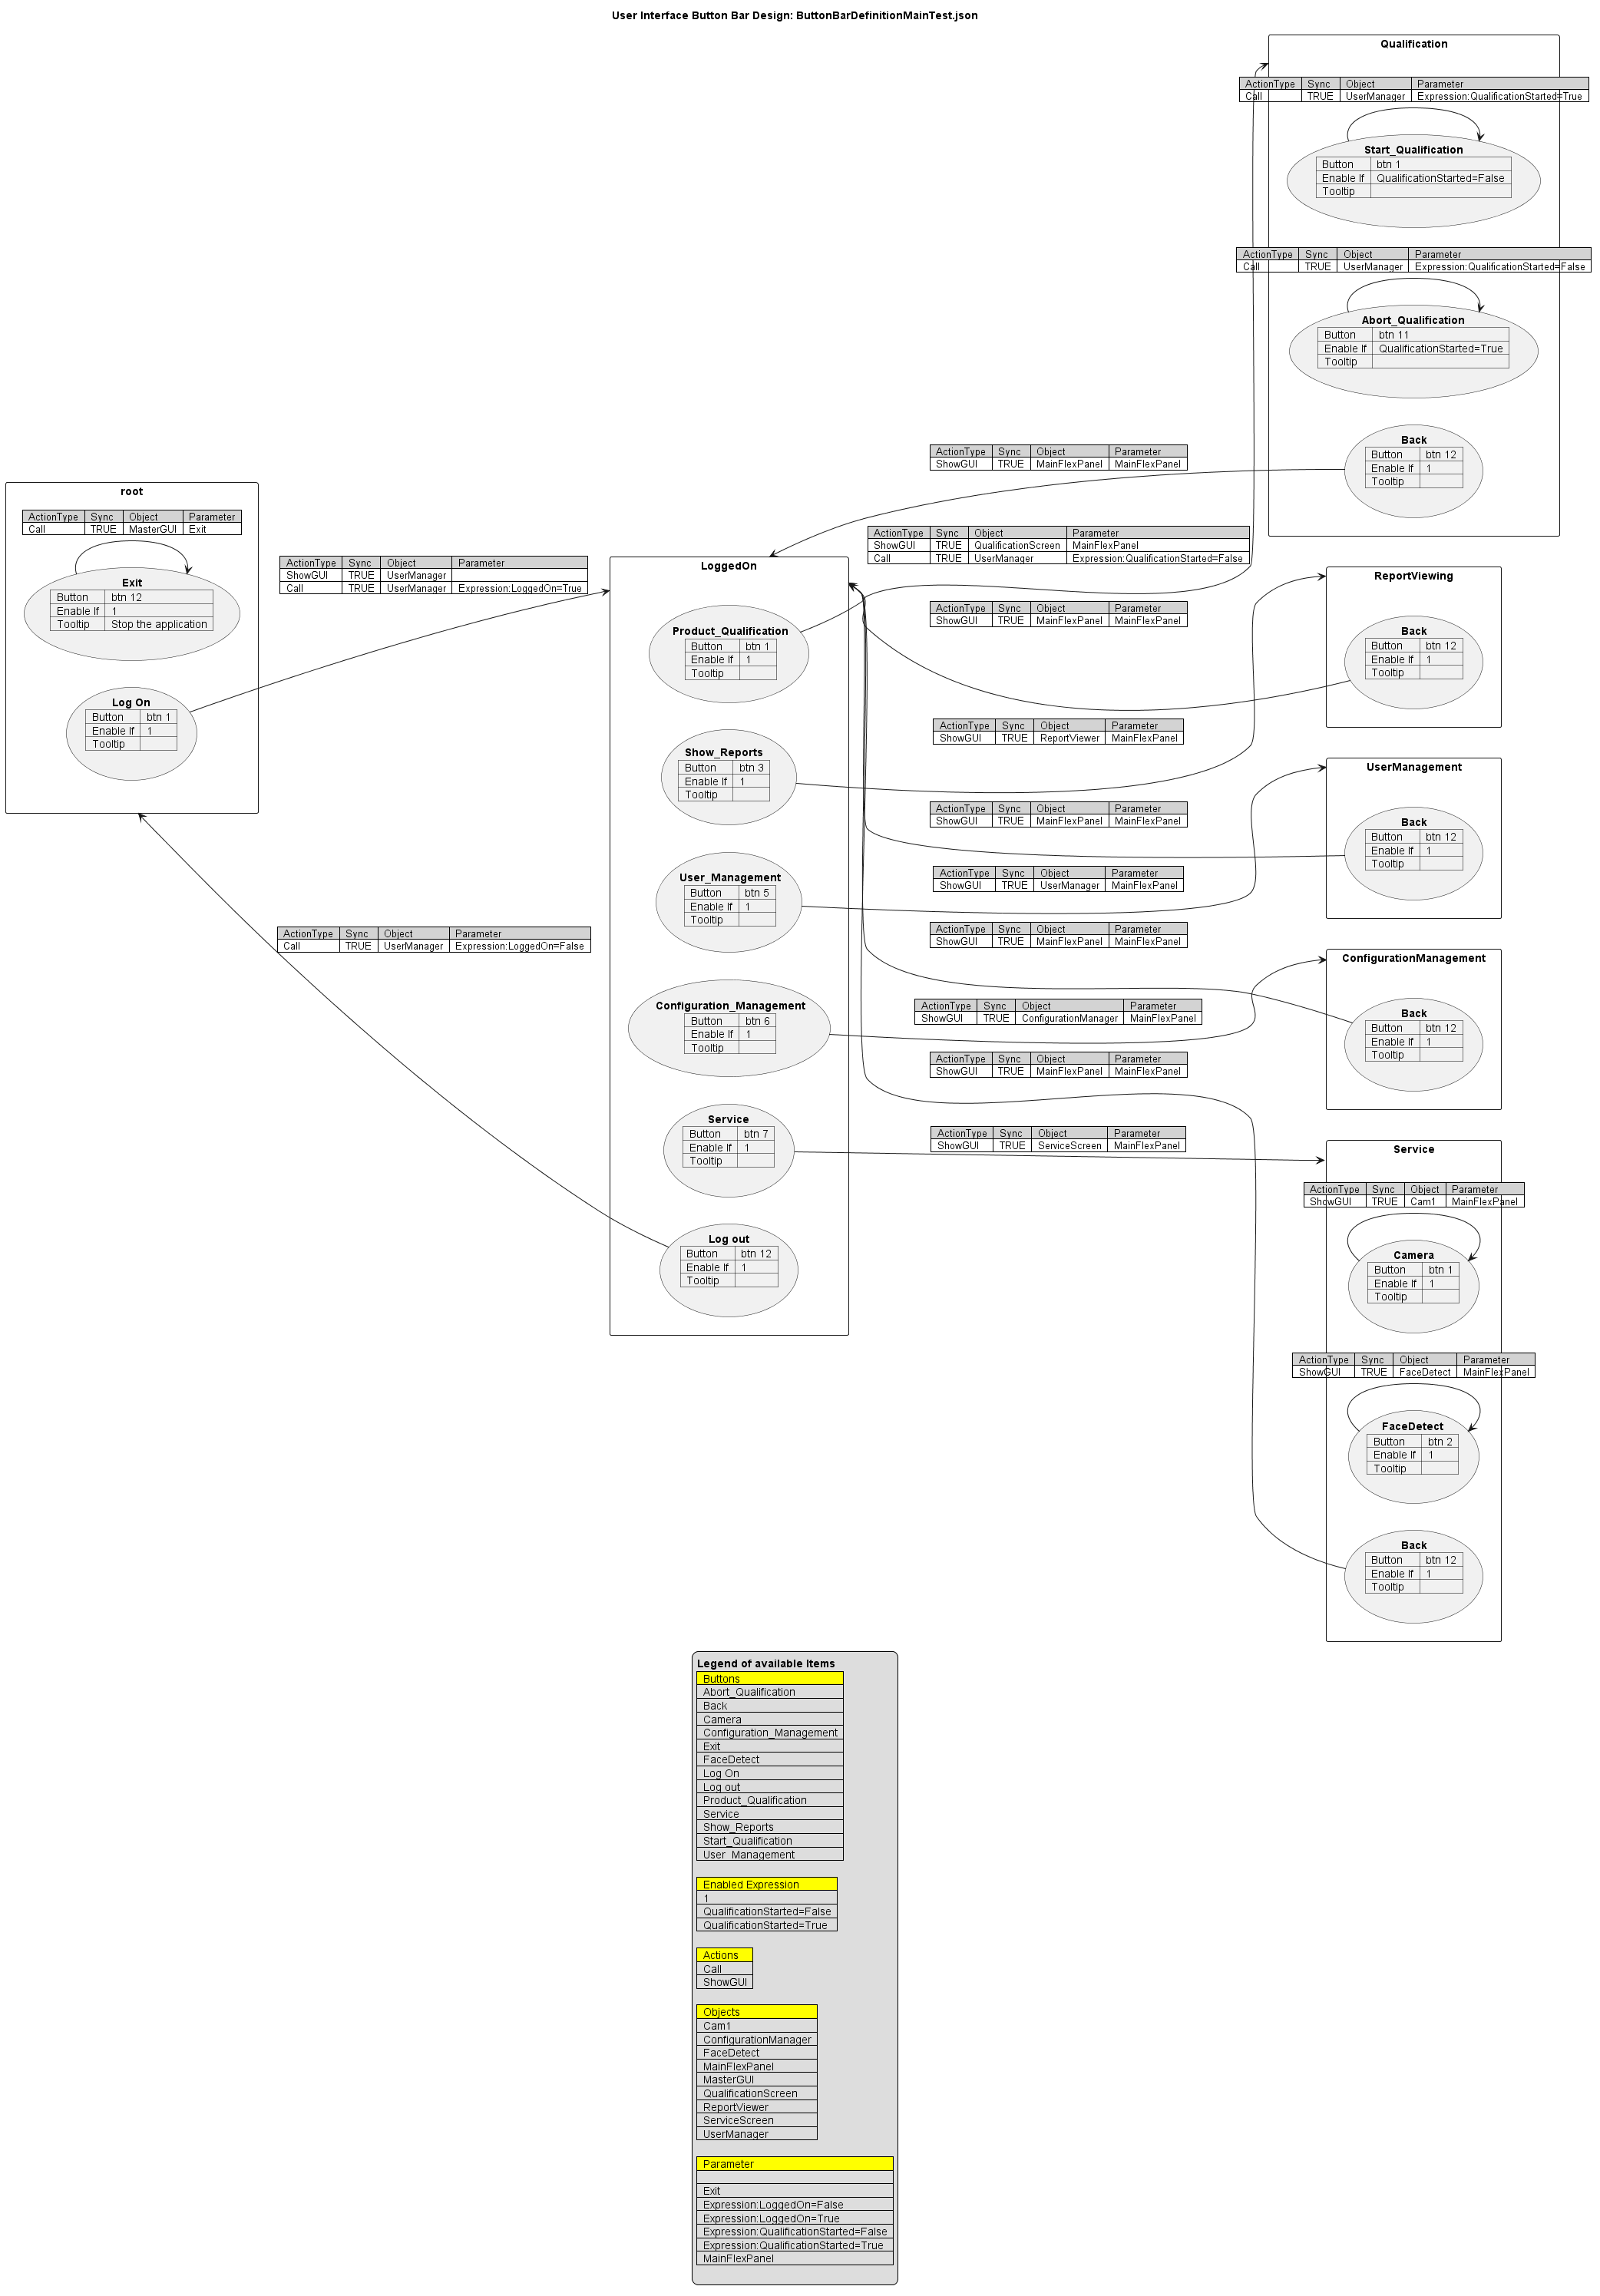 User Interface Button Bar Design: ButtonBarDefinitionMainTest.json
Qualification
ActionType Sync Object Parameter
Call TRUE UserManager Expression:QualificationStarted=True
Start_Qualification
Button btn 1
Enable If QualificationStarted=False
Tooltip
ActionType Sync Object Parameter
Call TRUE UserManager Expression:QualificationStarted=False
Abort_Qualification
Button btn 11
Enable If QualificationStarted=True
Tooltip
Back
Button btn 12
Enable If 1
Tooltip
ActionType Sync Object Parameter
ShowGUI TRUE MainFlexPanel MainFlexPanel
root
ActionType Sync Object Parameter
Call TRUE MasterGUI Exit
Exit
Button btn 12
Enable If 1
Tooltip Stop the application
Log On
Button btn 1
Enable If 1
Tooltip
ActionType Sync Object Parameter
ShowGUI TRUE UserManager
Call TRUE UserManager Expression:LoggedOn=True
ActionType Sync Object Parameter
Call TRUE UserManager Expression:LoggedOn=False
LoggedOn
Product_Qualification
Button btn 1
Enable If 1
Tooltip
Show_Reports
Button btn 3
Enable If 1
Tooltip
User_Management
Button btn 5
Enable If 1
Tooltip
Configuration_Management
Button btn 6
Enable If 1
Tooltip
Service
Button btn 7
Enable If 1
Tooltip
Log out
Button btn 12
Enable If 1
Tooltip
ActionType Sync Object Parameter
ShowGUI TRUE QualificationScreen MainFlexPanel
Call TRUE UserManager Expression:QualificationStarted=False
ActionType Sync Object Parameter
ShowGUI TRUE MainFlexPanel MainFlexPanel
ActionType Sync Object Parameter
ShowGUI TRUE ReportViewer MainFlexPanel
ActionType Sync Object Parameter
ShowGUI TRUE MainFlexPanel MainFlexPanel
ActionType Sync Object Parameter
ShowGUI TRUE UserManager MainFlexPanel
ActionType Sync Object Parameter
ShowGUI TRUE MainFlexPanel MainFlexPanel
ActionType Sync Object Parameter
ShowGUI TRUE ConfigurationManager MainFlexPanel
ActionType Sync Object Parameter
ShowGUI TRUE MainFlexPanel MainFlexPanel
ActionType Sync Object Parameter
ShowGUI TRUE ServiceScreen MainFlexPanel
ReportViewing
Back
Button btn 12
Enable If 1
Tooltip
UserManagement
Back
Button btn 12
Enable If 1
Tooltip
ConfigurationManagement
Back
Button btn 12
Enable If 1
Tooltip
Service
ActionType Sync Object Parameter
ShowGUI TRUE Cam1 MainFlexPanel
Camera
Button btn 1
Enable If 1
Tooltip
ActionType Sync Object Parameter
ShowGUI TRUE FaceDetect MainFlexPanel
FaceDetect
Button btn 2
Enable If 1
Tooltip
Back
Button btn 12
Enable If 1
Tooltip
Legend of available Items
Buttons
Abort_Qualification
Back
Camera
Configuration_Management
Exit
FaceDetect
Log On
Log out
Product_Qualification
Service
Show_Reports
Start_Qualification
User_Management
Enabled Expression
1
QualificationStarted=False
QualificationStarted=True
Actions
Call
ShowGUI
Objects
Cam1
ConfigurationManager
FaceDetect
MainFlexPanel
MasterGUI
QualificationScreen
ReportViewer
ServiceScreen
UserManager
Parameter
Exit
Expression:LoggedOn=False
Expression:LoggedOn=True
Expression:QualificationStarted=False
Expression:QualificationStarted=True
MainFlexPanel